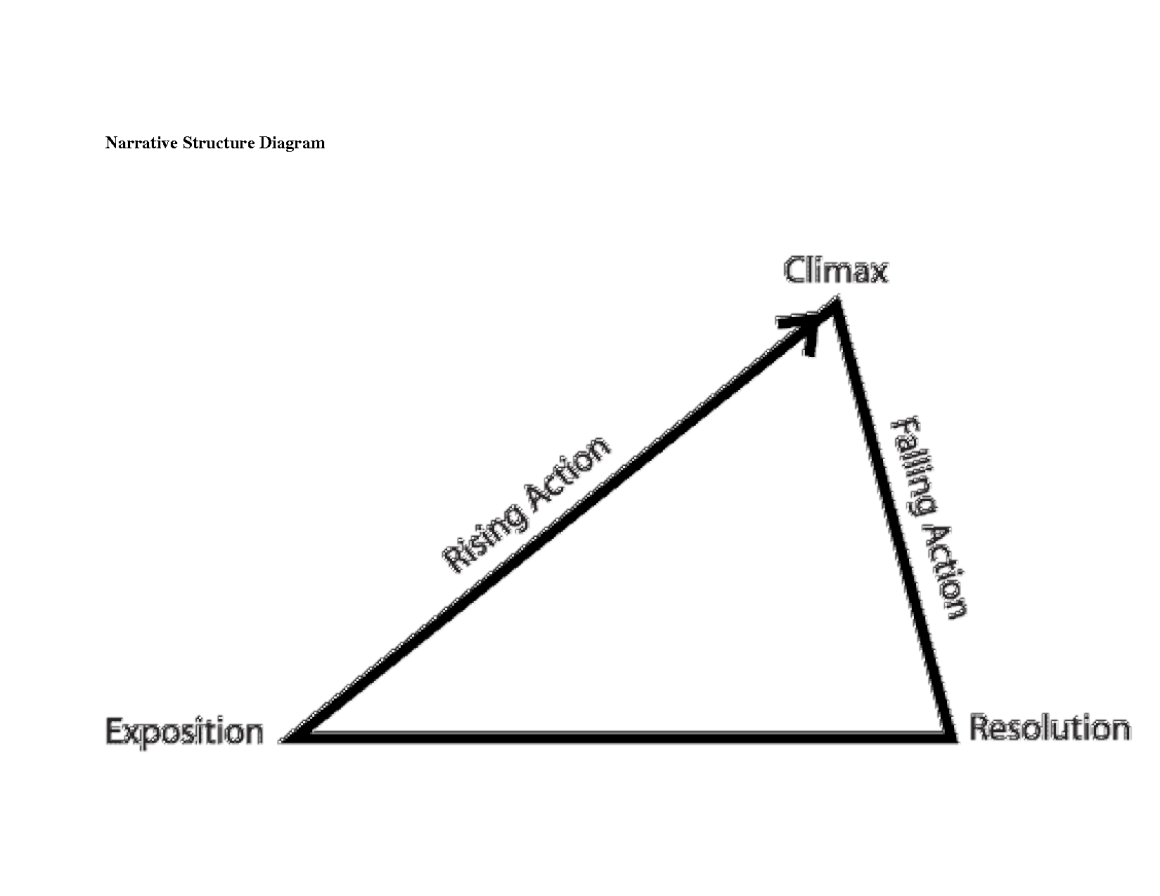 Narrative Structure Diagram
Climax
Rising Action
Falling Action
Exposition
Resolution